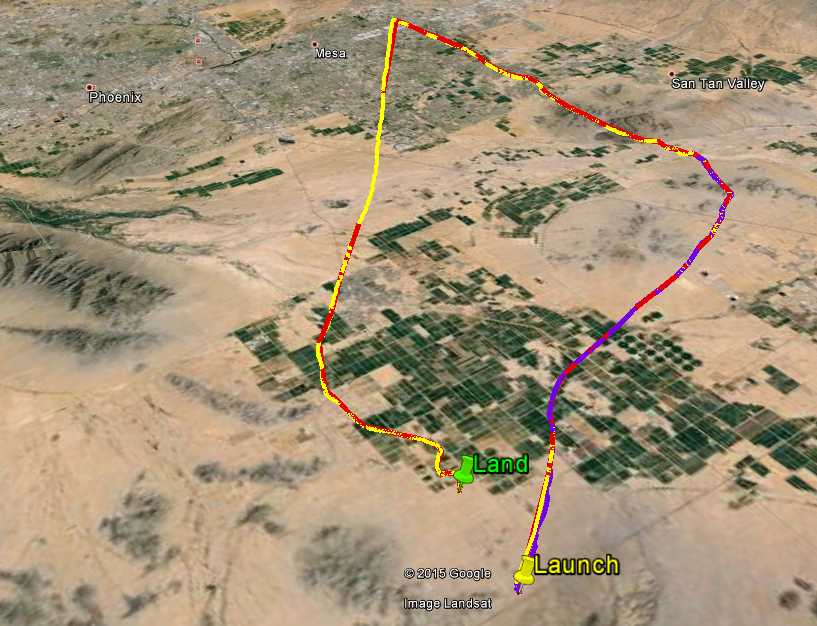 Mesa
Phoenix
San Tan Valley
Land
Launch
© 2015 Google
Image Landsat